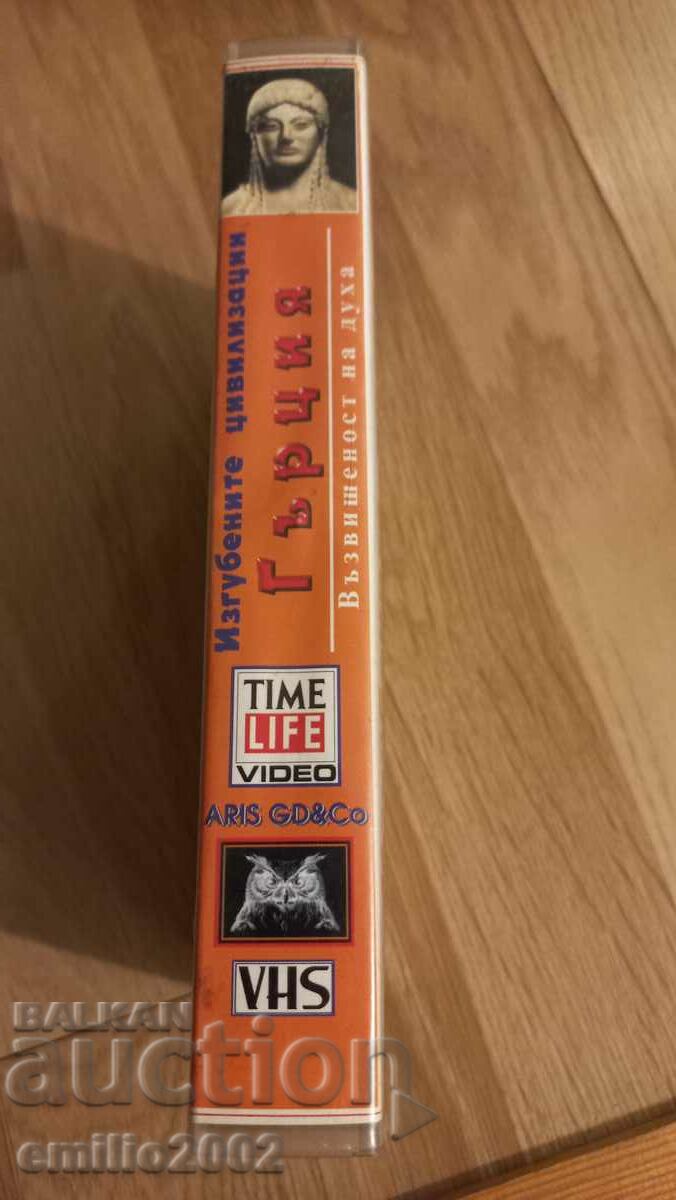 Изгубените цивилизации
Гърция
Възвишеност на духа
TIME
LIFE
VIDEO
ARIS GD&Co
VHS
BALKAN
auction
emilio2002